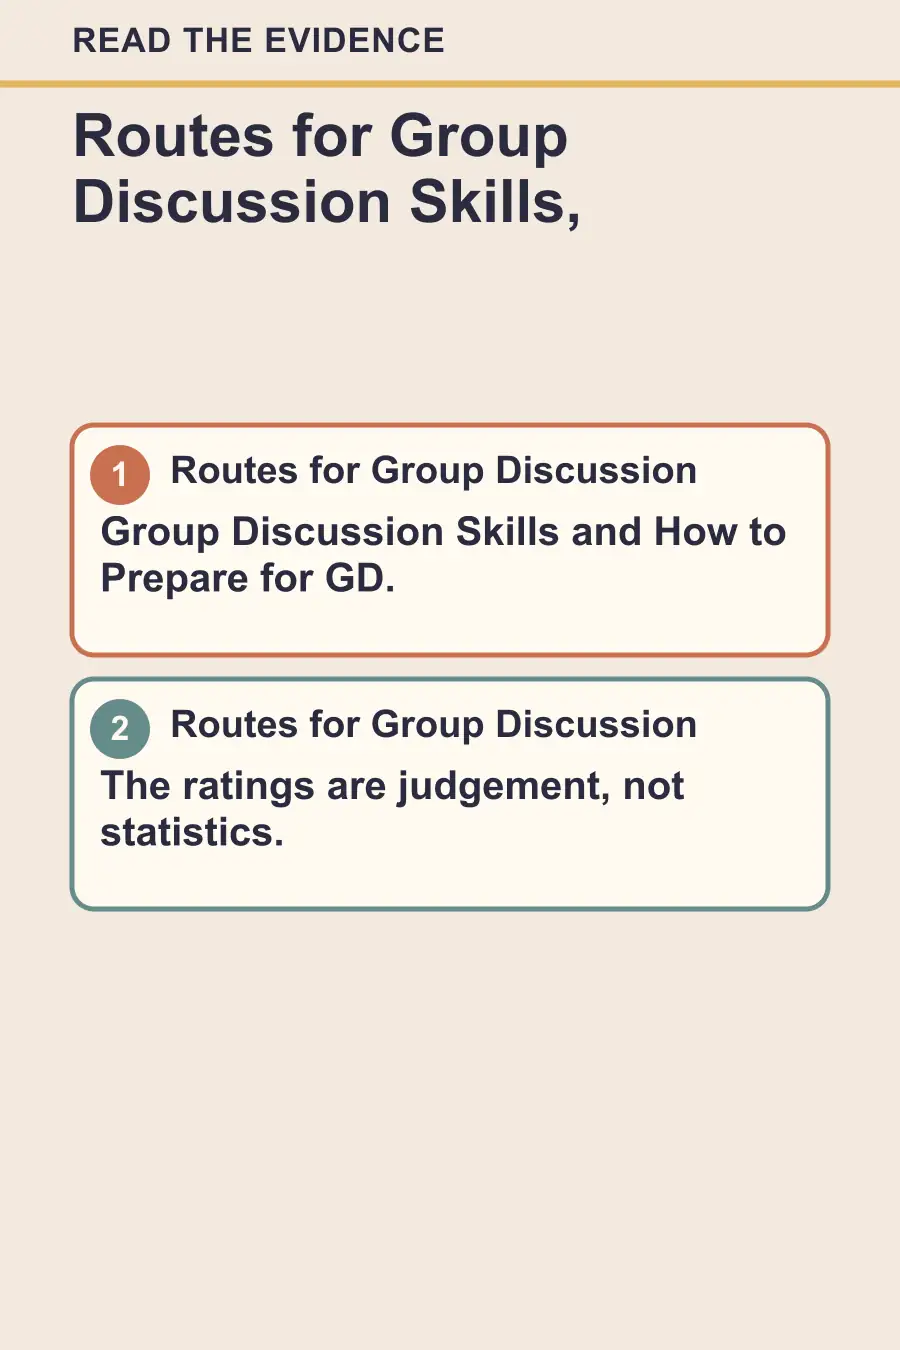 READ THE EVIDENCE
Routes for Group
Discussion Skills,
1 Routes for Group Discussion
Group Discussion Skills and How to
Prepare for GD.
2 Routes for Group Discussion
The ratings are judgement, not
statistics.